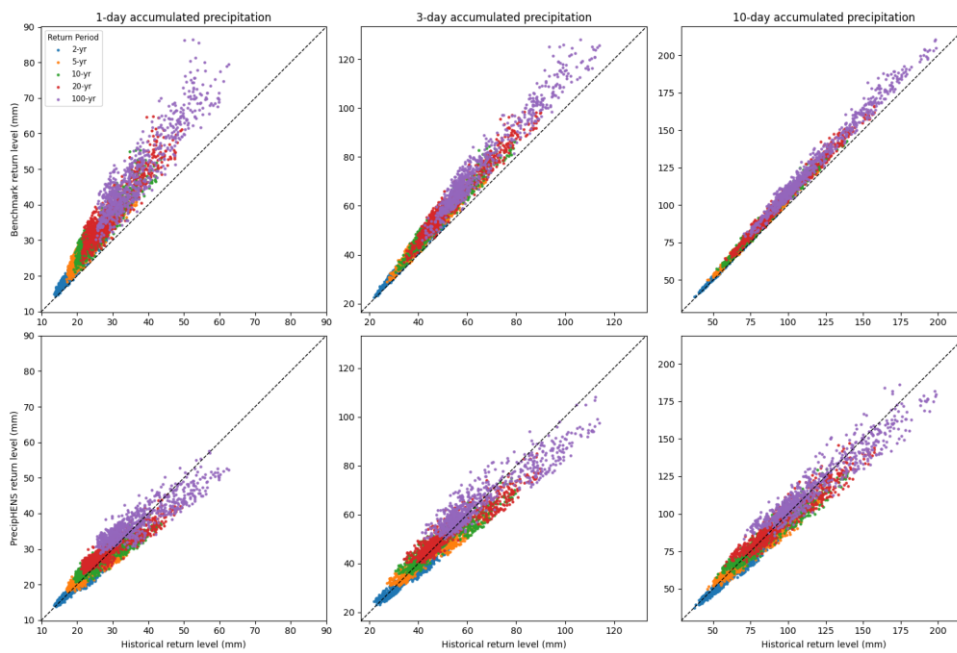 1-day accumulated precipitation
3-day accumulated precipitation
10-day accumulated precipitation
Benchmark return level (mm)
90
80
70
60
50
40
30
20
10
Return Period
2-yr
5-yr
10-yr
20-yr
100-yr
10 20 30 40 50 60 70 80 90
120
100
80
60
40
20
20 40 60 80 100 120
200
175
150
125
100
75
50
50 75 100 125 150 175 200
PrecipHENS return level (mm)
90
80
70
60
50
40
30
20
10
10 20 30 40 50 60 70 80 90
Historical return level (mm)
120
100
80
60
40
20
20 40 60 80 100 120
Historical return level (mm)
200
175
150
125
100
75
50
50 75 100 125 150 175 200
Historical return level (mm)